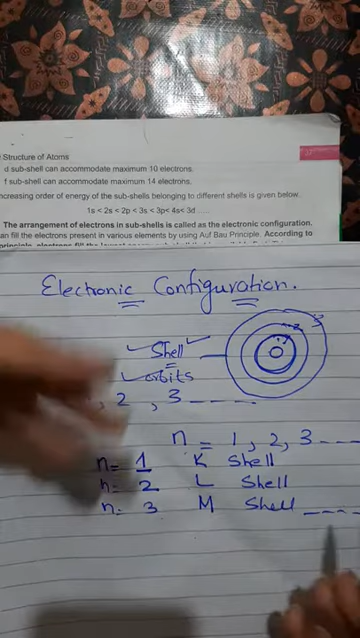 Structure of Atoms
d sub-shell can accommodate maximum 10 electrons.
f sub-shell can accommodate maximum 14 electrons.
ncreasing order of energy of the sub-shells belonging to different shells is given below.
1s < 2s < 2p < 3s < 3p< 4s< 3d
The arrangement of electrons in sub-shells is called as the electronic configuration.
an fill the electrons present in various elements by using Auf Bau Principle. According to
Electronic Configuration.
Shell
orbits
, 2 , 3 ----
n = 1, 2, 3 ---
n= 1 K Shell
n= 2 L Shell
n= 3 M Shell ----